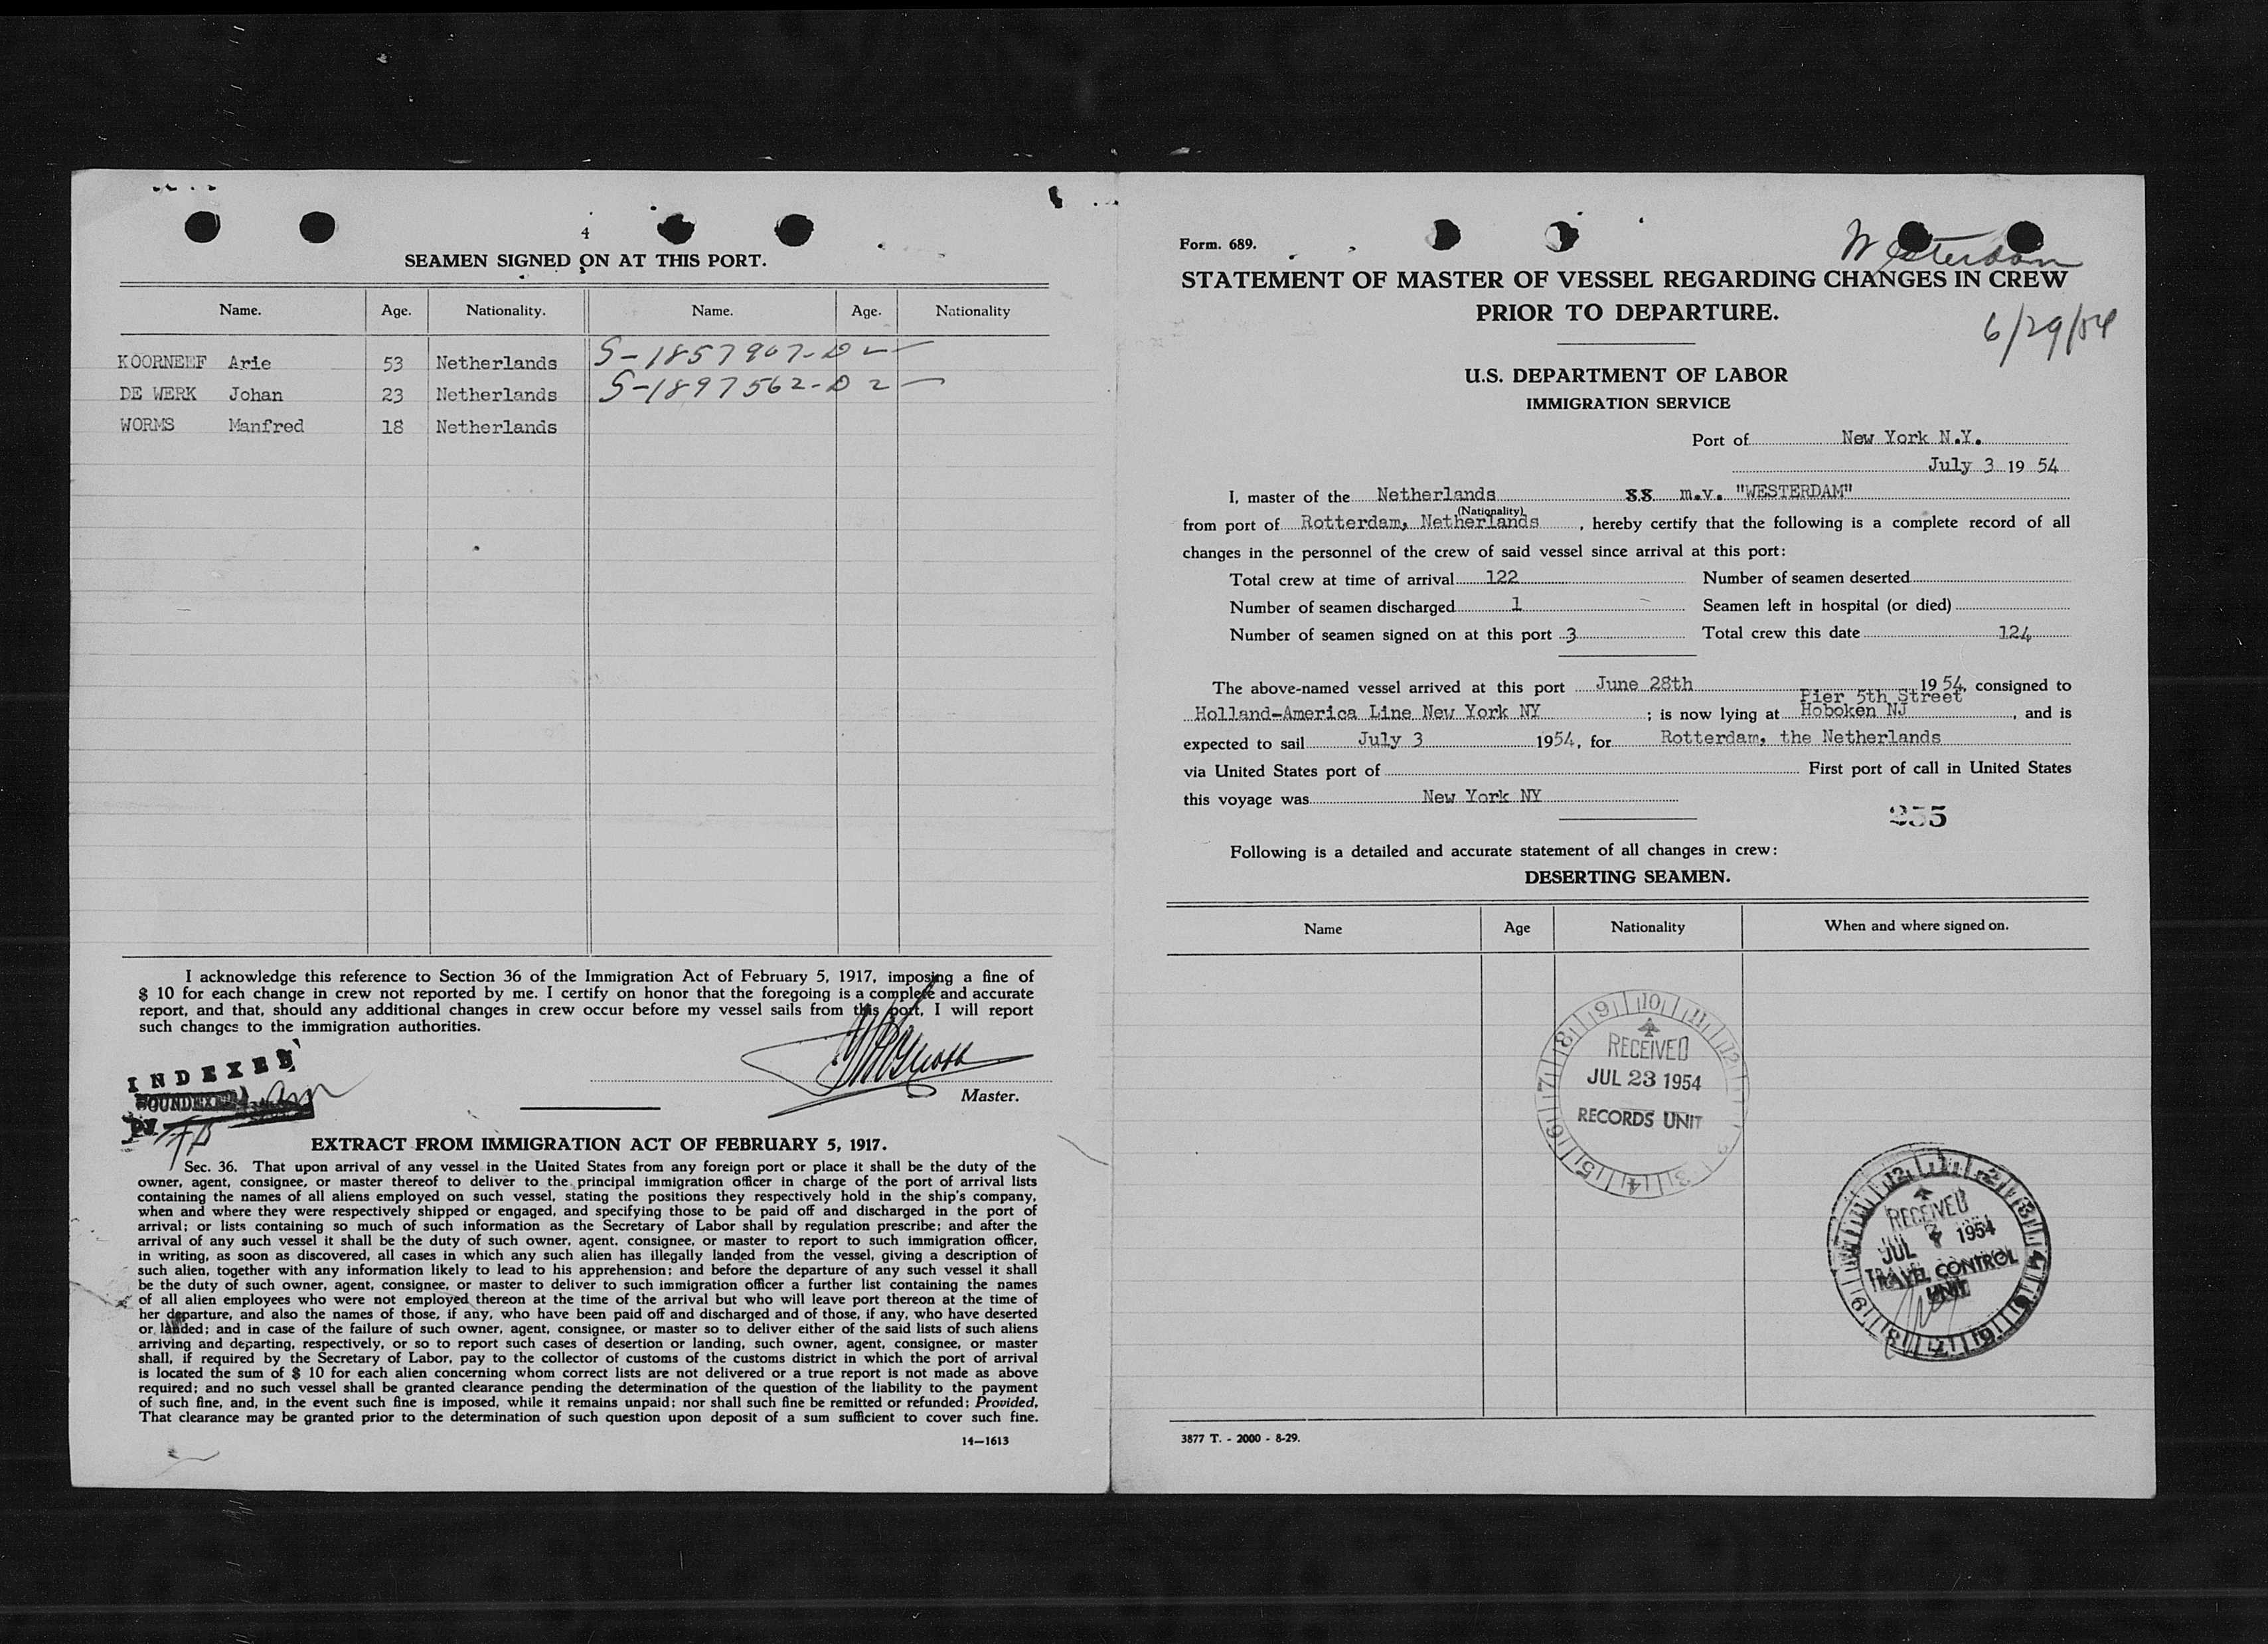 4
SEAMEN SIGNED ON AT THIS PORT.
Name. Age. Nationality. Name. Age. Nationality
KOORNEEF Arie 53 Netherlands S-1857907-D2
DE WERK Johan 23 Netherlands S-1897562-D2
WORMS Manfred 18 Netherlands
I acknowledge this reference to Section 36 of the Immigration Act of February 5, 1917, imposing a fine of
$ 10 for each change in crew not reported by me. I certify on honor that the foregoing is a complete and accurate
report, and that, should any additional changes in crew occur before my vessel sails from this port, I will report
such changes to the immigration authorities.
INDEXED
SOUNDEXED
BY
Master.
EXTRACT FROM IMMIGRATION ACT OF FEBRUARY 5, 1917.
Sec. 36. That upon arrival of any vessel in the United States from any foreign port or place it shall be the duty of the
owner, agent, consignee, or master thereof to deliver to the principal immigration officer in charge of the port of arrival lists
containing the names of all aliens employed on such vessel, stating the positions they respectively hold in the ship's company,
when and where they were respectively shipped or engaged, and specifying those to be paid off and discharged in the port of
arrival; or lists containing so much of such information as the Secretary of Labor shall by regulation prescribe; and after the
arrival of any such vessel it shall be the duty of such owner, agent, consignee, or master to report to such immigration officer,
in writing, as soon as discovered, all cases in which any such alien has illegally landed from the vessel, giving a description of
such alien, together with any information likely to lead to his apprehension; and before the departure of any such vessel it shall
be the duty of such owner, agent, consignee, or master to deliver to such immigration officer a further list containing the names
of all alien employees who were not employed thereon at the time of the arrival but who will leave port thereon at the time of
her departure, and also the names of those, if any, who have been paid off and discharged and of those, if any, who have deserted
or landed; and in case of the failure of such owner, agent, consignee, or master so to deliver either of the said lists of such aliens
arriving and departing, respectively, or so to report such cases of desertion or landing, such owner, agent, consignee, or master
shall, if required by the Secretary of Labor, pay to the collector of customs of the customs district in which the port of arrival
is located the sum of $ 10 for each alien concerning whom correct lists are not delivered or a true report is not made as above
required; and no such vessel shall be granted clearance pending the determination of the question of the liability to the payment
of such fine, and, in the event such fine is imposed, while it remains unpaid; nor shall such fine be remitted or refunded; Provided,
That clearance may be granted prior to the determination of such question upon deposit of a sum sufficient to cover such fine.
14—1613
Form. 689.
Westerdam
STATEMENT OF MASTER OF VESSEL REGARDING CHANGES IN CREW
PRIOR TO DEPARTURE.
6/29/54
U.S. DEPARTMENT OF LABOR
IMMIGRATION SERVICE
Port of New York N.Y.
July 3 19 54
I, master of the Netherlands m.v. "WESTERDAM"
(Nationality)
from port of Rotterdam, Netherlands, hereby certify that the following is a complete record of all
changes in the personnel of the crew of said vessel since arrival at this port:
Total crew at time of arrival 122 Number of seamen deserted
Number of seamen discharged 1 Seamen left in hospital (or died)
Number of seamen signed on at this port 3 Total crew this date 124
The above-named vessel arrived at this port June 28th 1954, consigned to
Pier 5th Street
Holland-America Line New York NY ; is now lying at Hoboken NJ, and is
expected to sail July 3 1954, for Rotterdam, the Netherlands
via United States port of First port of call in United States
this voyage was New York NY
255
Following is a detailed and accurate statement of all changes in crew:
DESERTING SEAMEN.
Name Age Nationality When and where signed on.
RECEIVED
JUL 23 1954
RECORDS UNIT
RECEIVED
JUL 1954
TRAVEL CONTROL
UNIT
3877 T. - 2000 - 8-29.